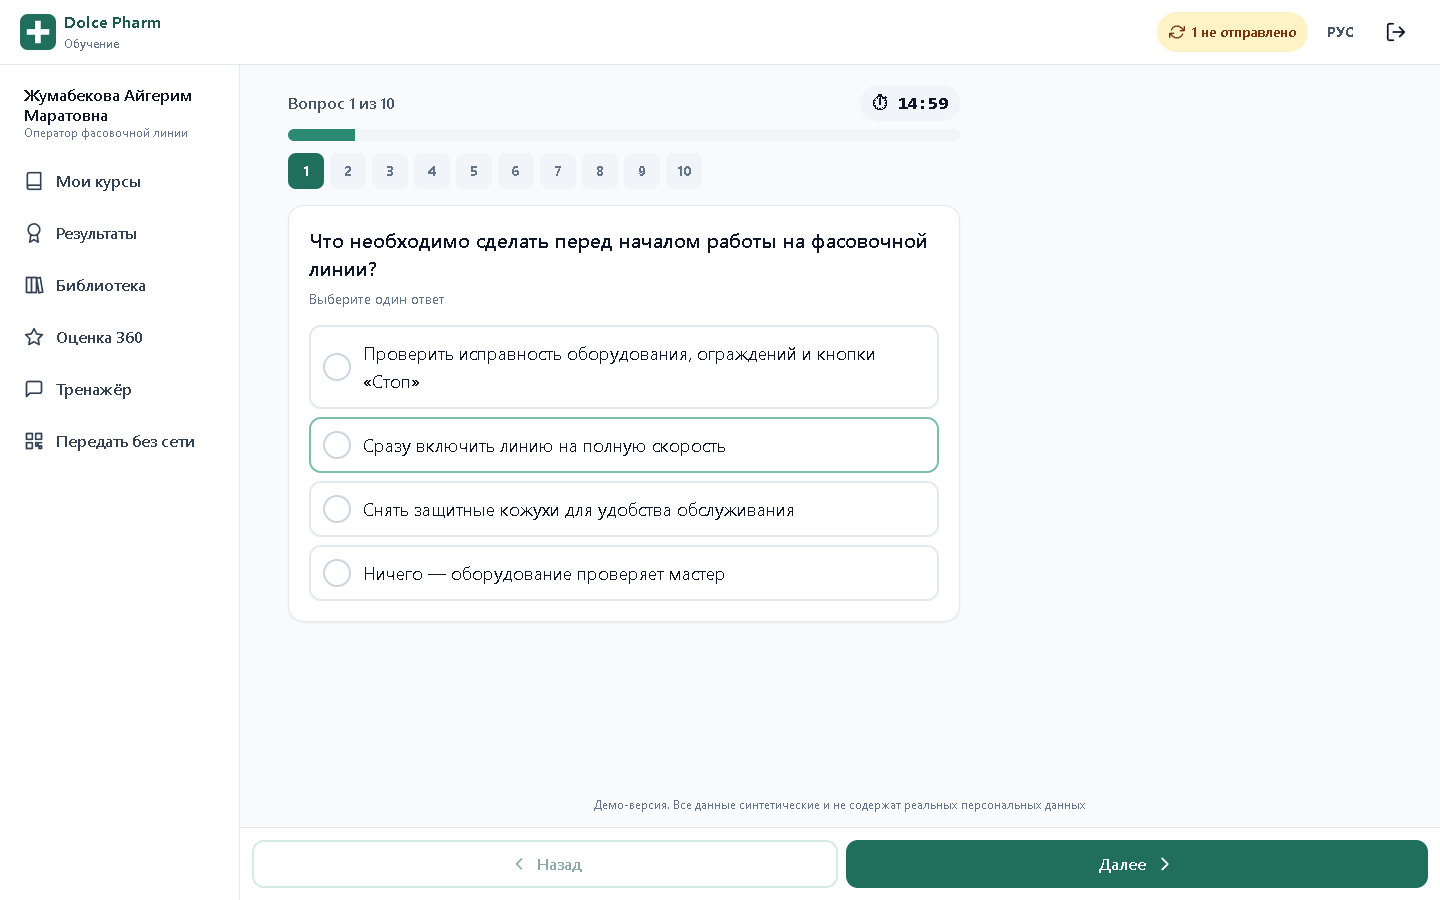 Dolce Pharm
Обучение
1 не отправлено
РУС
Жумабекова Айгерим
Маратовна
Оператор фасовочной линии
Мои курсы
Результаты
Библиотека
Оценка 360
Тренажёр
Передать без сети
Вопрос 1 из 10
14:59
1 2 3 4 5 6 7 8 9 10
Что необходимо сделать перед началом работы на фасовочной
линии?
Выберите один ответ
Проверить исправность оборудования, ограждений и кнопки
«Стоп»
Сразу включить линию на полную скорость
Снять защитные кожухи для удобства обслуживания
Ничего — оборудование проверяет мастер
Демо-версия. Все данные синтетические и не содержат реальных персональных данных
Назад
Далее